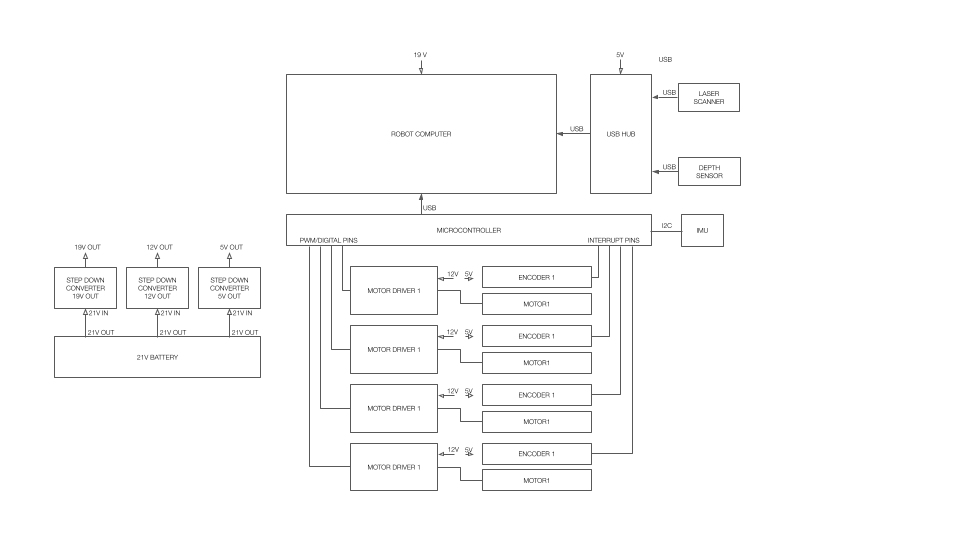 19 V
5V
USB
ROBOT COMPUTER
USB
USB HUB
USB
LASER
SCANNER
USB
DEPTH
SENSOR
USB
MICROCONTROLLER
PWM/DIGITAL PINS
INTERRUPT PINS
I2C
IMU
19V OUT
12V OUT
5V OUT
STEP DOWN
CONVERTER
19V OUT
STEP DOWN
CONVERTER
12V OUT
STEP DOWN
CONVERTER
5V OUT
21V IN
21V IN
21V IN
21V OUT
21V OUT
21V OUT
21V BATTERY
MOTOR DRIVER 1
12V
5V
ENCODER 1
MOTOR1
MOTOR DRIVER 1
12V
5V
ENCODER 1
MOTOR1
MOTOR DRIVER 1
12V
5V
ENCODER 1
MOTOR1
MOTOR DRIVER 1
12V
5V
ENCODER 1
MOTOR1